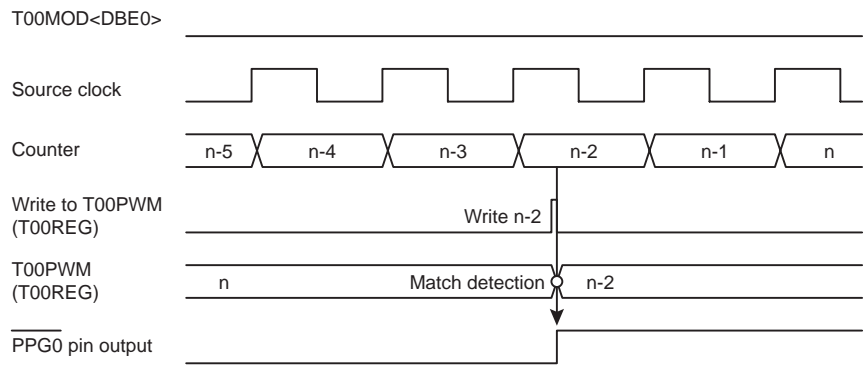 T00MOD<DBE0>
Source clock
Counter n-5 n-4 n-3 n-2 n-1 n
Write to T00PWM
(T00REG)
Write n-2
T00PWM
(T00REG)
n Match detection n-2
PPG0 pin output